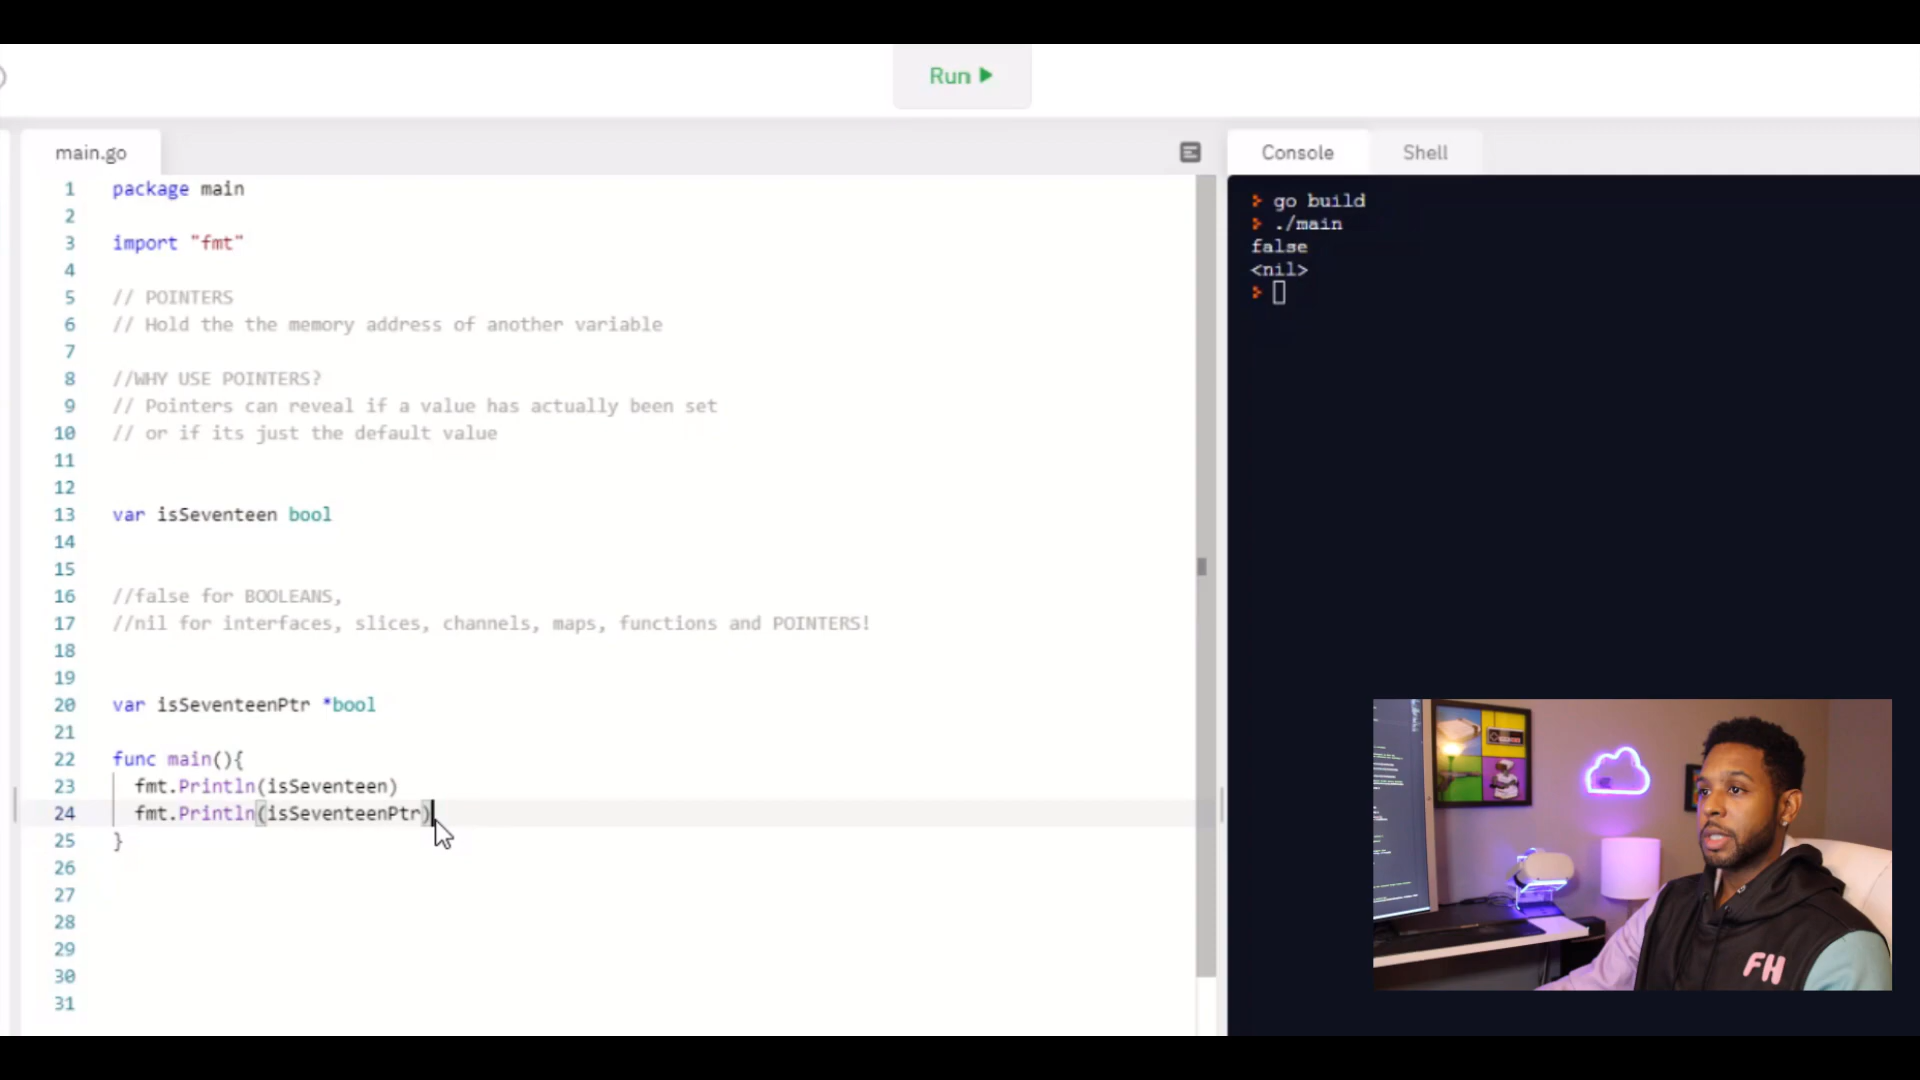 Run
main.go
Console
Shell
1 package main
2
3 import "fmt"
4
5 // POINTERS
6 // Hold the the memory address of another variable
7
8 //WHY USE POINTERS?
9 // Pointers can reveal if a value has actually been set
10 // or if its just the default value
11
12
13 var isSeventeen bool
14
15
16 //false for BOOLEANS,
17 //nil for interfaces, slices, channels, maps, functions and POINTERS!
18
19
20 var isSeventeenPtr *bool
21
22 func main(){
23 fmt.Println(isSeventeen)
24 fmt.Println(isSeventeenPtr)
25 }
26
27
28
29
30
31
> go build
> ./main
false
<nil>
>
FH